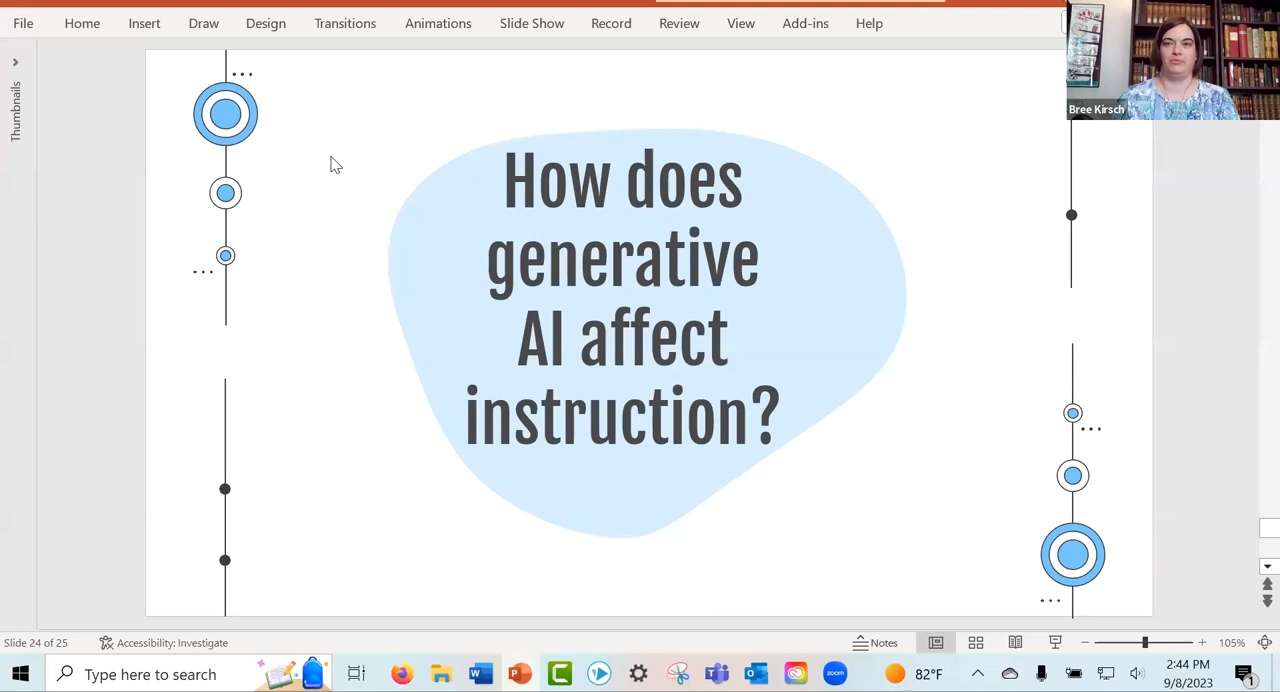 File Home Insert Draw Design Transitions Animations Slide Show Record Review View Add-ins Help
Bree Kirsch
Thumbnails
How does
generative
AI affect
instruction?
Slide 24 of 25 Accessibility: Investigate Notes 105%
Type here to search zoom 82°F 2:44 PM
9/8/2023 1